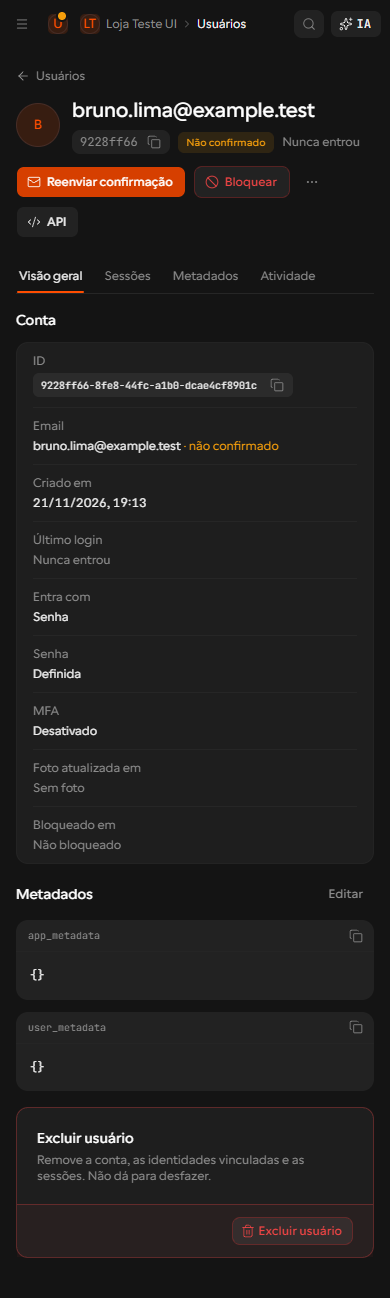 U LT Loja Teste UI > Usuários IA
← Usuários
B
bruno.lima@example.test
9228ff66 Não confirmado Nunca entrou
Reenviar confirmação Bloquear ...
</> API
Visão geral Sessões Metadados Atividade
Conta
ID
9228ff66-8fe8-44fc-a1b0-dcae4cf8901c
Email
bruno.lima@example.test · não confirmado
Criado em
21/11/2026, 19:13
Último login
Nunca entrou
Entra com
Senha
Senha
Definida
MFA
Desativado
Foto atualizada em
Sem foto
Bloqueado em
Não bloqueado
Metadados Editar
app_metadata
{}
user_metadata
{}
Excluir usuário
Remove a conta, as identidades vinculadas e as
sessões. Não dá para desfazer.
Excluir usuário